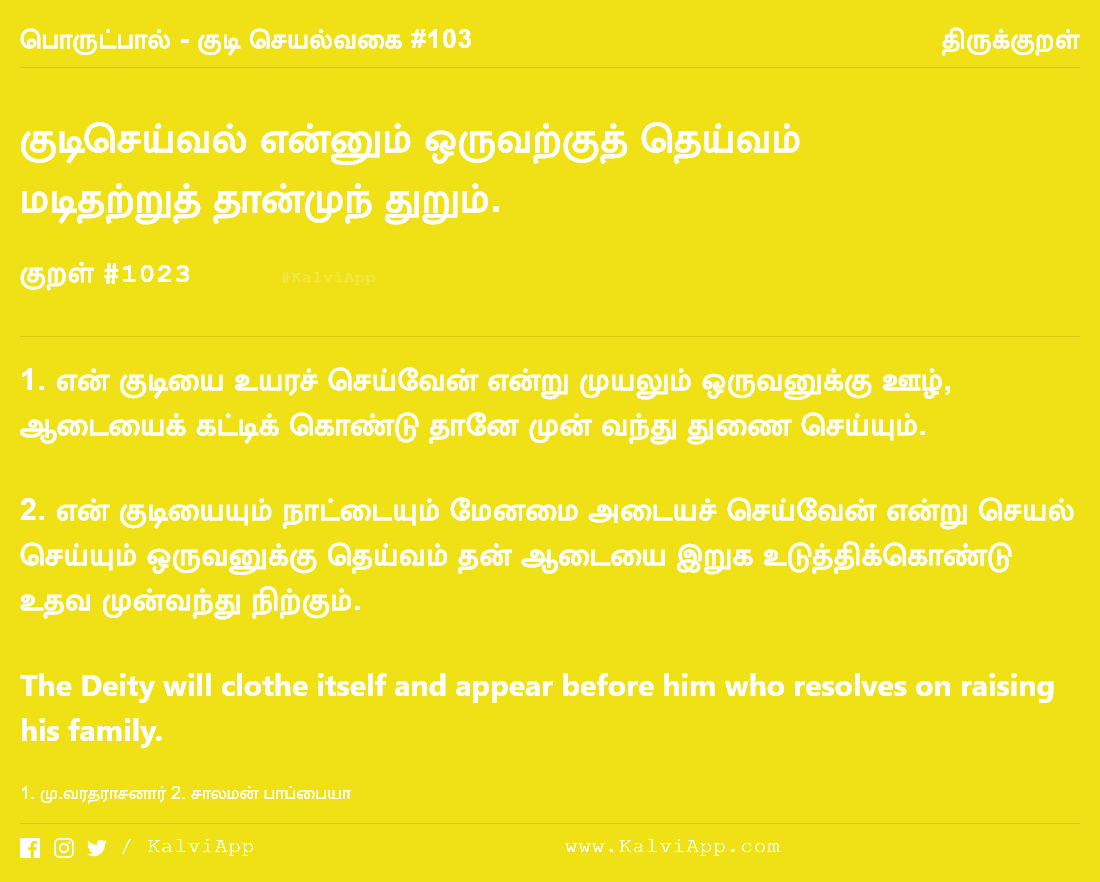 பொருட்பால் - குடி செயல்வகை #103 திருக்குறள்
குடிசெய்வல் என்னும் ஒருவற்குத் தெய்வம்
மடிதற்றுத் தான்முந் துறும்.
குறள் #1023 #KalviApp
1. என் குடியை உயரச் செய்வேன் என்று முயலும் ஒருவனுக்கு ஊழ்,
ஆடையைக் கட்டிக் கொண்டு தானே முன் வந்து துணை செய்யும்.
2. என் குடியையும் நாட்டையும் மேனமை அடையச் செய்வேன் என்று செயல்
செய்யும் ஒருவனுக்கு தெய்வம் தன் ஆடையை இறுக உடுத்திக்கொண்டு
உதவ முன்வந்து நிற்கும்.
The Deity will clothe itself and appear before him who resolves on raising
his family.
1. மு.வரதராசனார் 2. சாலமன் பாப்பையா
/ KalviApp www.KalviApp.com